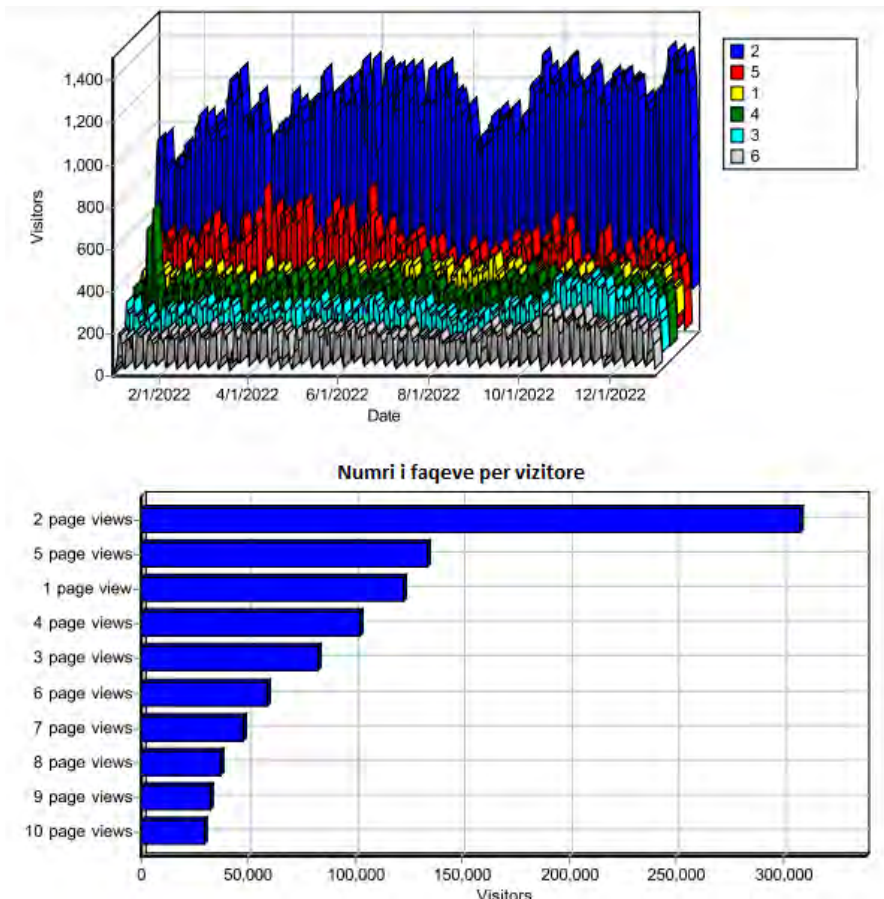 1,400
1,200
1,000
800
600
400
200
0
Visitors
2/1/2022 4/1/2022 6/1/2022 8/1/2022 10/1/2022 12/1/2022
Date
2
5
1
4
3
6
Numri i faqeve per vizitore
2 page views
5 page views
1 page view
4 page views
3 page views
6 page views
7 page views
8 page views
9 page views
10 page views
0 50,000 100,000 150,000 200,000 250,000 300,000
Visitors